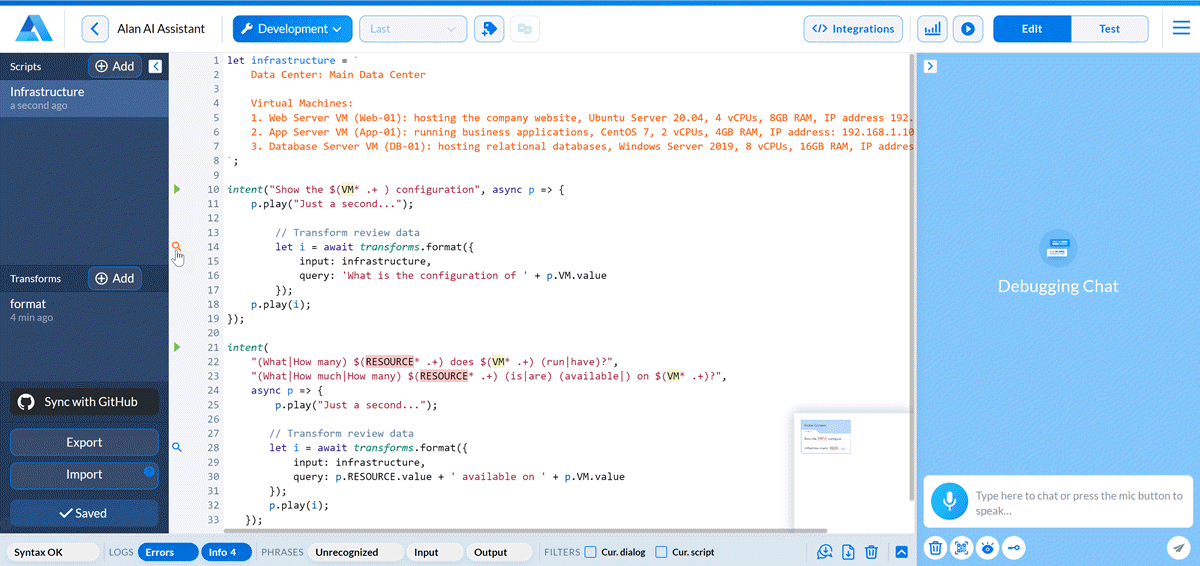 Alan AI Assistant
Development
Last
</> Integrations
Edit
Test
Scripts
Add
Infrastructure
a second ago
Transforms
Add
format
4 min ago
Sync with GitHub
Export
Import
Saved
1 let infrastructure = `
2 Data Center: Main Data Center
3
4 Virtual Machines:
5 1. Web Server VM (Web-01): hosting the company website, Ubuntu Server 20.04, 4 vCPUs, 8GB RAM, IP address 192.
6 2. App Server VM (App-01): running business applications, CentOS 7, 2 vCPUs, 4GB RAM, IP address: 192.168.1.10
7 3. Database Server VM (DB-01): hosting relational databases, Windows Server 2019, 8 vCPUs, 16GB RAM, IP addres
8 `;
9
10 intent("Show the $(VM* .+ ) configuration", async p => {
11 p.play("Just a second...");
12
13 // Transform review data
14 let i = await transforms.format({
15 input: infrastructure,
16 query: 'What is the configuration of ' + p.VM.value
17 });
18 p.play(i);
19 });
20
21 intent(
22 "(What|How many) $(RESOURCE* .+) does $(VM* .+) (run|have)?",
23 "(What|How much|How many) $(RESOURCE* .+) (is|are) (available|) on $(VM* .+)?",
24 async p => {
25 p.play("Just a second...");
26
27 // Transform review data
28 let i = await transforms.format({
29 input: infrastructure,
30 query: p.RESOURCE.value + ' available on ' + p.VM.value
31 });
32 p.play(i);
33 });
Debugging Chat
Type here to chat or press the mic button to
speak...
Syntax OK
LOGS
Errors
Info 4
PHRASES
Unrecognized
Input
Output
FILTERS
Cur. dialog
Cur. script